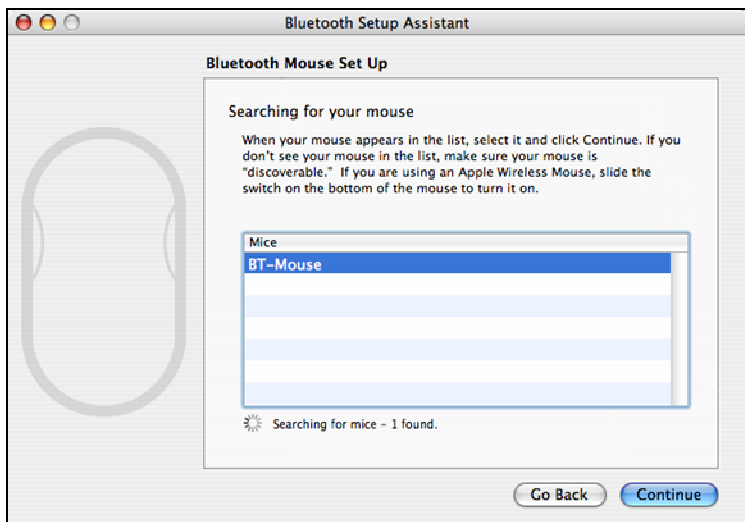 Bluetooth Setup Assistant
Bluetooth Mouse Set Up
Searching for your mouse
When your mouse appears in the list, select it and click Continue. If you
don't see your mouse in the list, make sure your mouse is
"discoverable." If you are using an Apple Wireless Mouse, slide the
switch on the bottom of the mouse to turn it on.
Mice
BT-Mouse
Searching for mice - 1 found.
Go Back
Continue